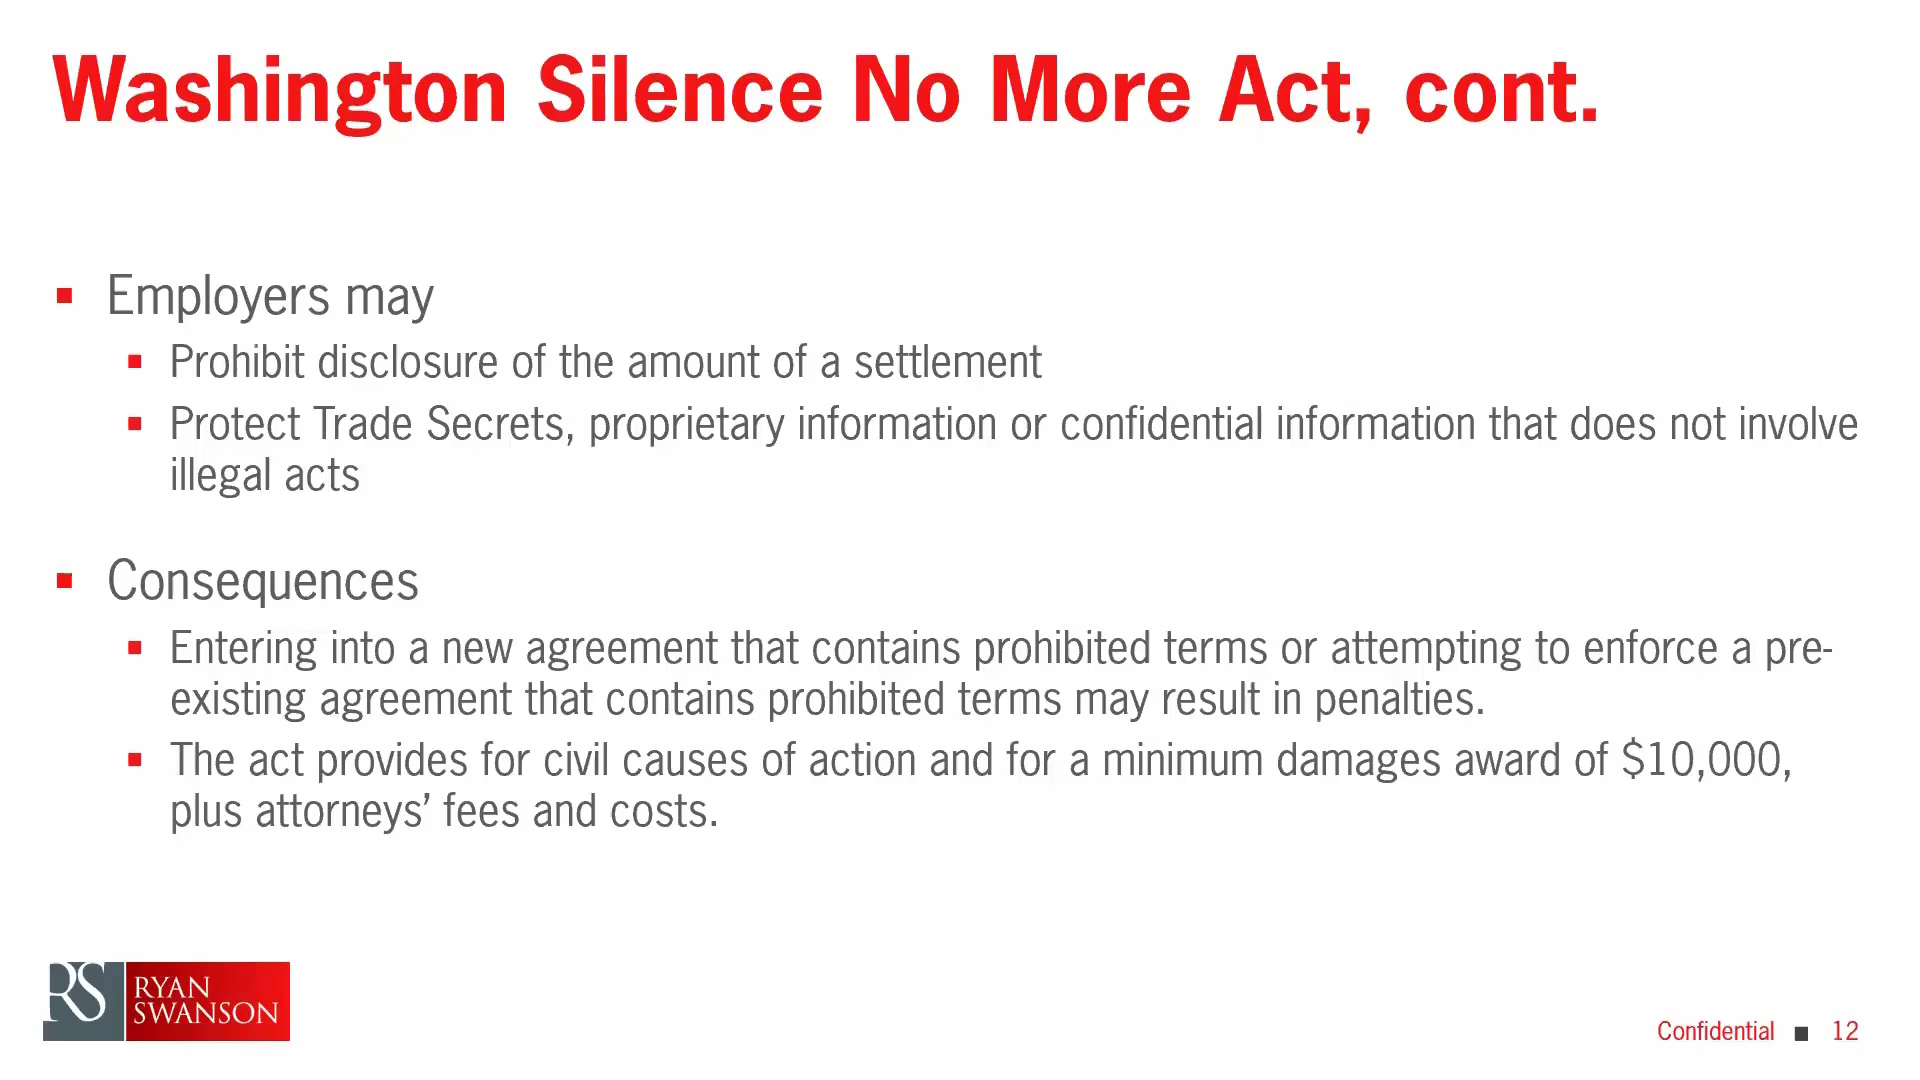 Washington Silence No More Act, cont.
Employers may
Prohibit disclosure of the amount of a settlement
Protect Trade Secrets, proprietary information or confidential information that does not involve
illegal acts
Consequences
Entering into a new agreement that contains prohibited terms or attempting to enforce a pre-
existing agreement that contains prohibited terms may result in penalties.
The act provides for civil causes of action and for a minimum damages award of $10,000,
plus attorneys’ fees and costs.
RS
RYAN
SWANSON
Confidential ■ 12